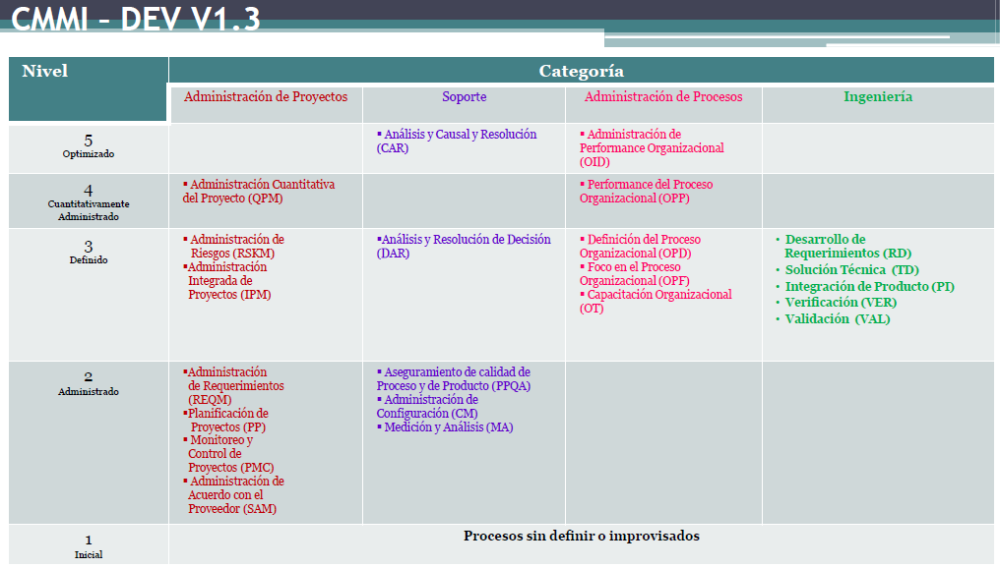 CMMI – DEV V1.3
Nivel
Categoría
Administración de Proyectos
Soporte
Administración de Procesos
Ingeniería
5
Optimizado
▪ Análisis y Causal y Resolución
(CAR)
▪ Administración de
Performance Organizacional
(OID)
4
Cuantitativamente
Administrado
▪ Administración Cuantitativa
del Proyecto (QPM)
▪ Performance del Proceso
Organizacional (OPP)
3
Definido
▪ Administración de
Riesgos (RSKM)
▪Administración
Integrada de
Proyectos (IPM)
▪Análisis y Resolución de Decisión
(DAR)
▪ Definición del Proceso
Organizacional (OPD)
▪ Foco en el Proceso
Organizacional (OPF)
▪ Capacitación Organizacional
(OT)
• Desarrollo de
Requerimientos (RD)
• Solución Técnica (TD)
• Integración de Producto (PI)
• Verificación (VER)
• Validación (VAL)
2
Administrado
▪Administración
de Requerimientos
(REQM)
▪Planificación de
Proyectos (PP)
▪ Monitoreo y
Control de
Proyectos (PMC)
▪ Administración de
Acuerdo con el
Proveedor (SAM)
▪ Aseguramiento de calidad de
Proceso y de Producto (PPQA)
▪ Administración de
Configuración (CM)
▪ Medición y Análisis (MA)
1
Inicial
Procesos sin definir o improvisados